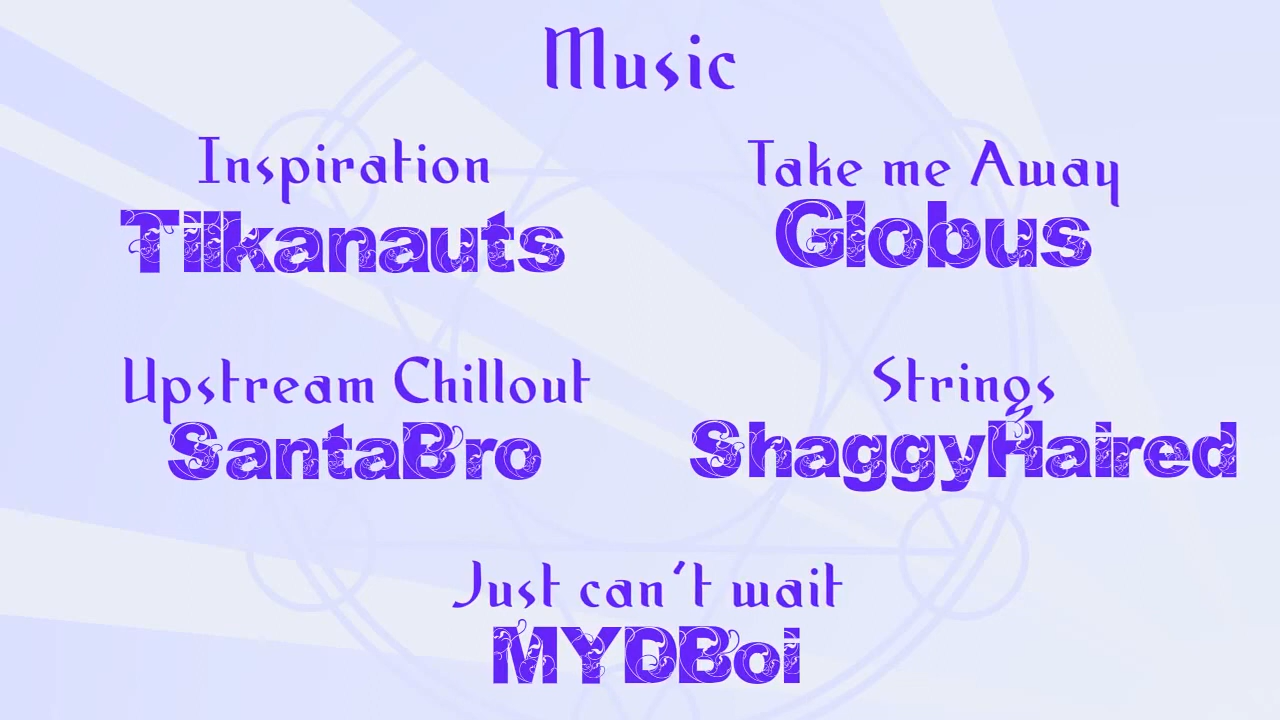 Music
Inspiration
Tilkanauts
Take me Away
Globus
Upstream Chillout
SantaBro
Strings
ShaggyHaired
Just can't wait
MYDBoi